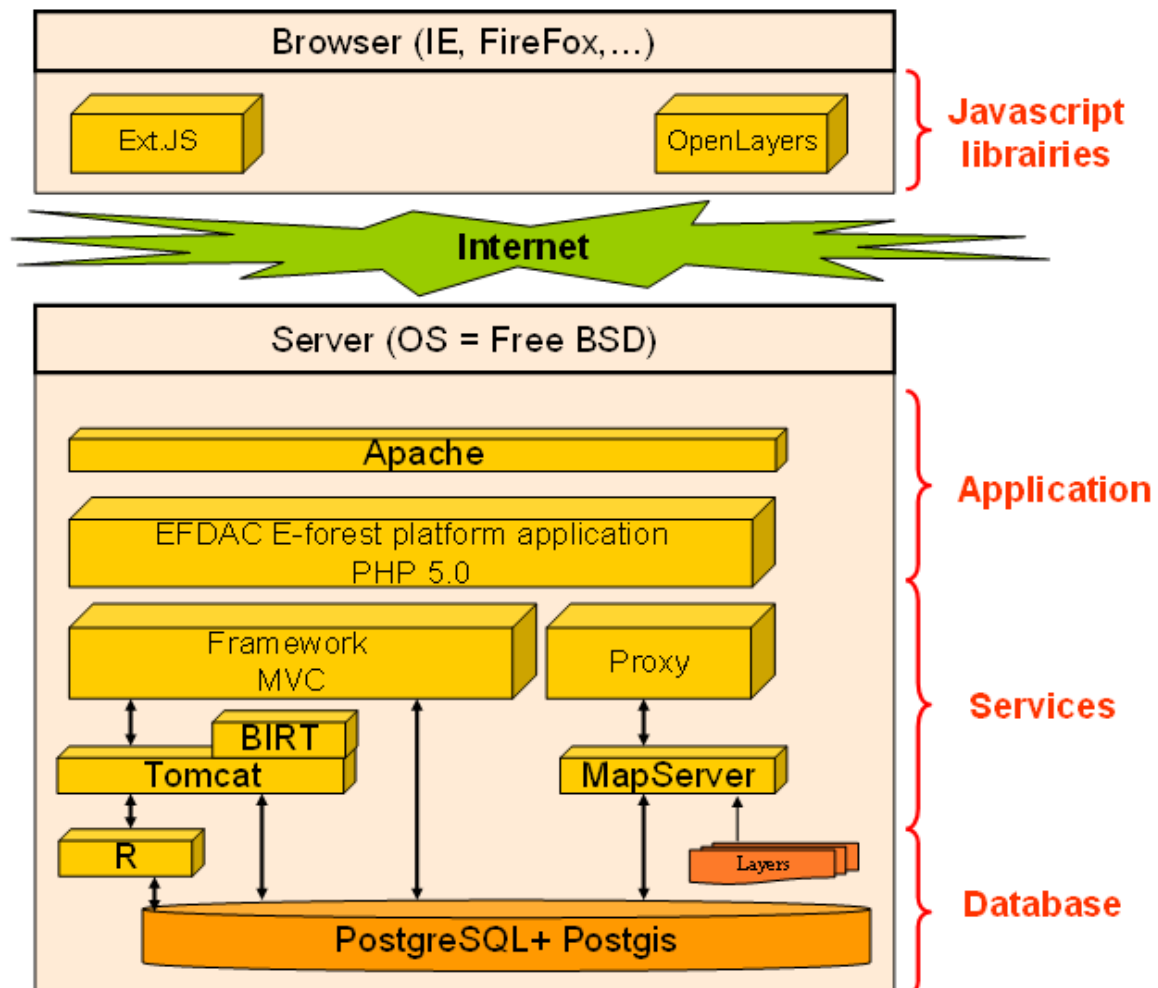 Browser (IE, FireFox,...)
Ext.JS
OpenLayers
Javascript
librairies
Internet
Server (OS = Free BSD)
Apache
Application
EFDAC E-forest platform application
PHP 5.0
Framework
MVC
Proxy
Services
BIRT
Tomcat
MapServer
R
Layers
Database
PostgreSQL+ Postgis